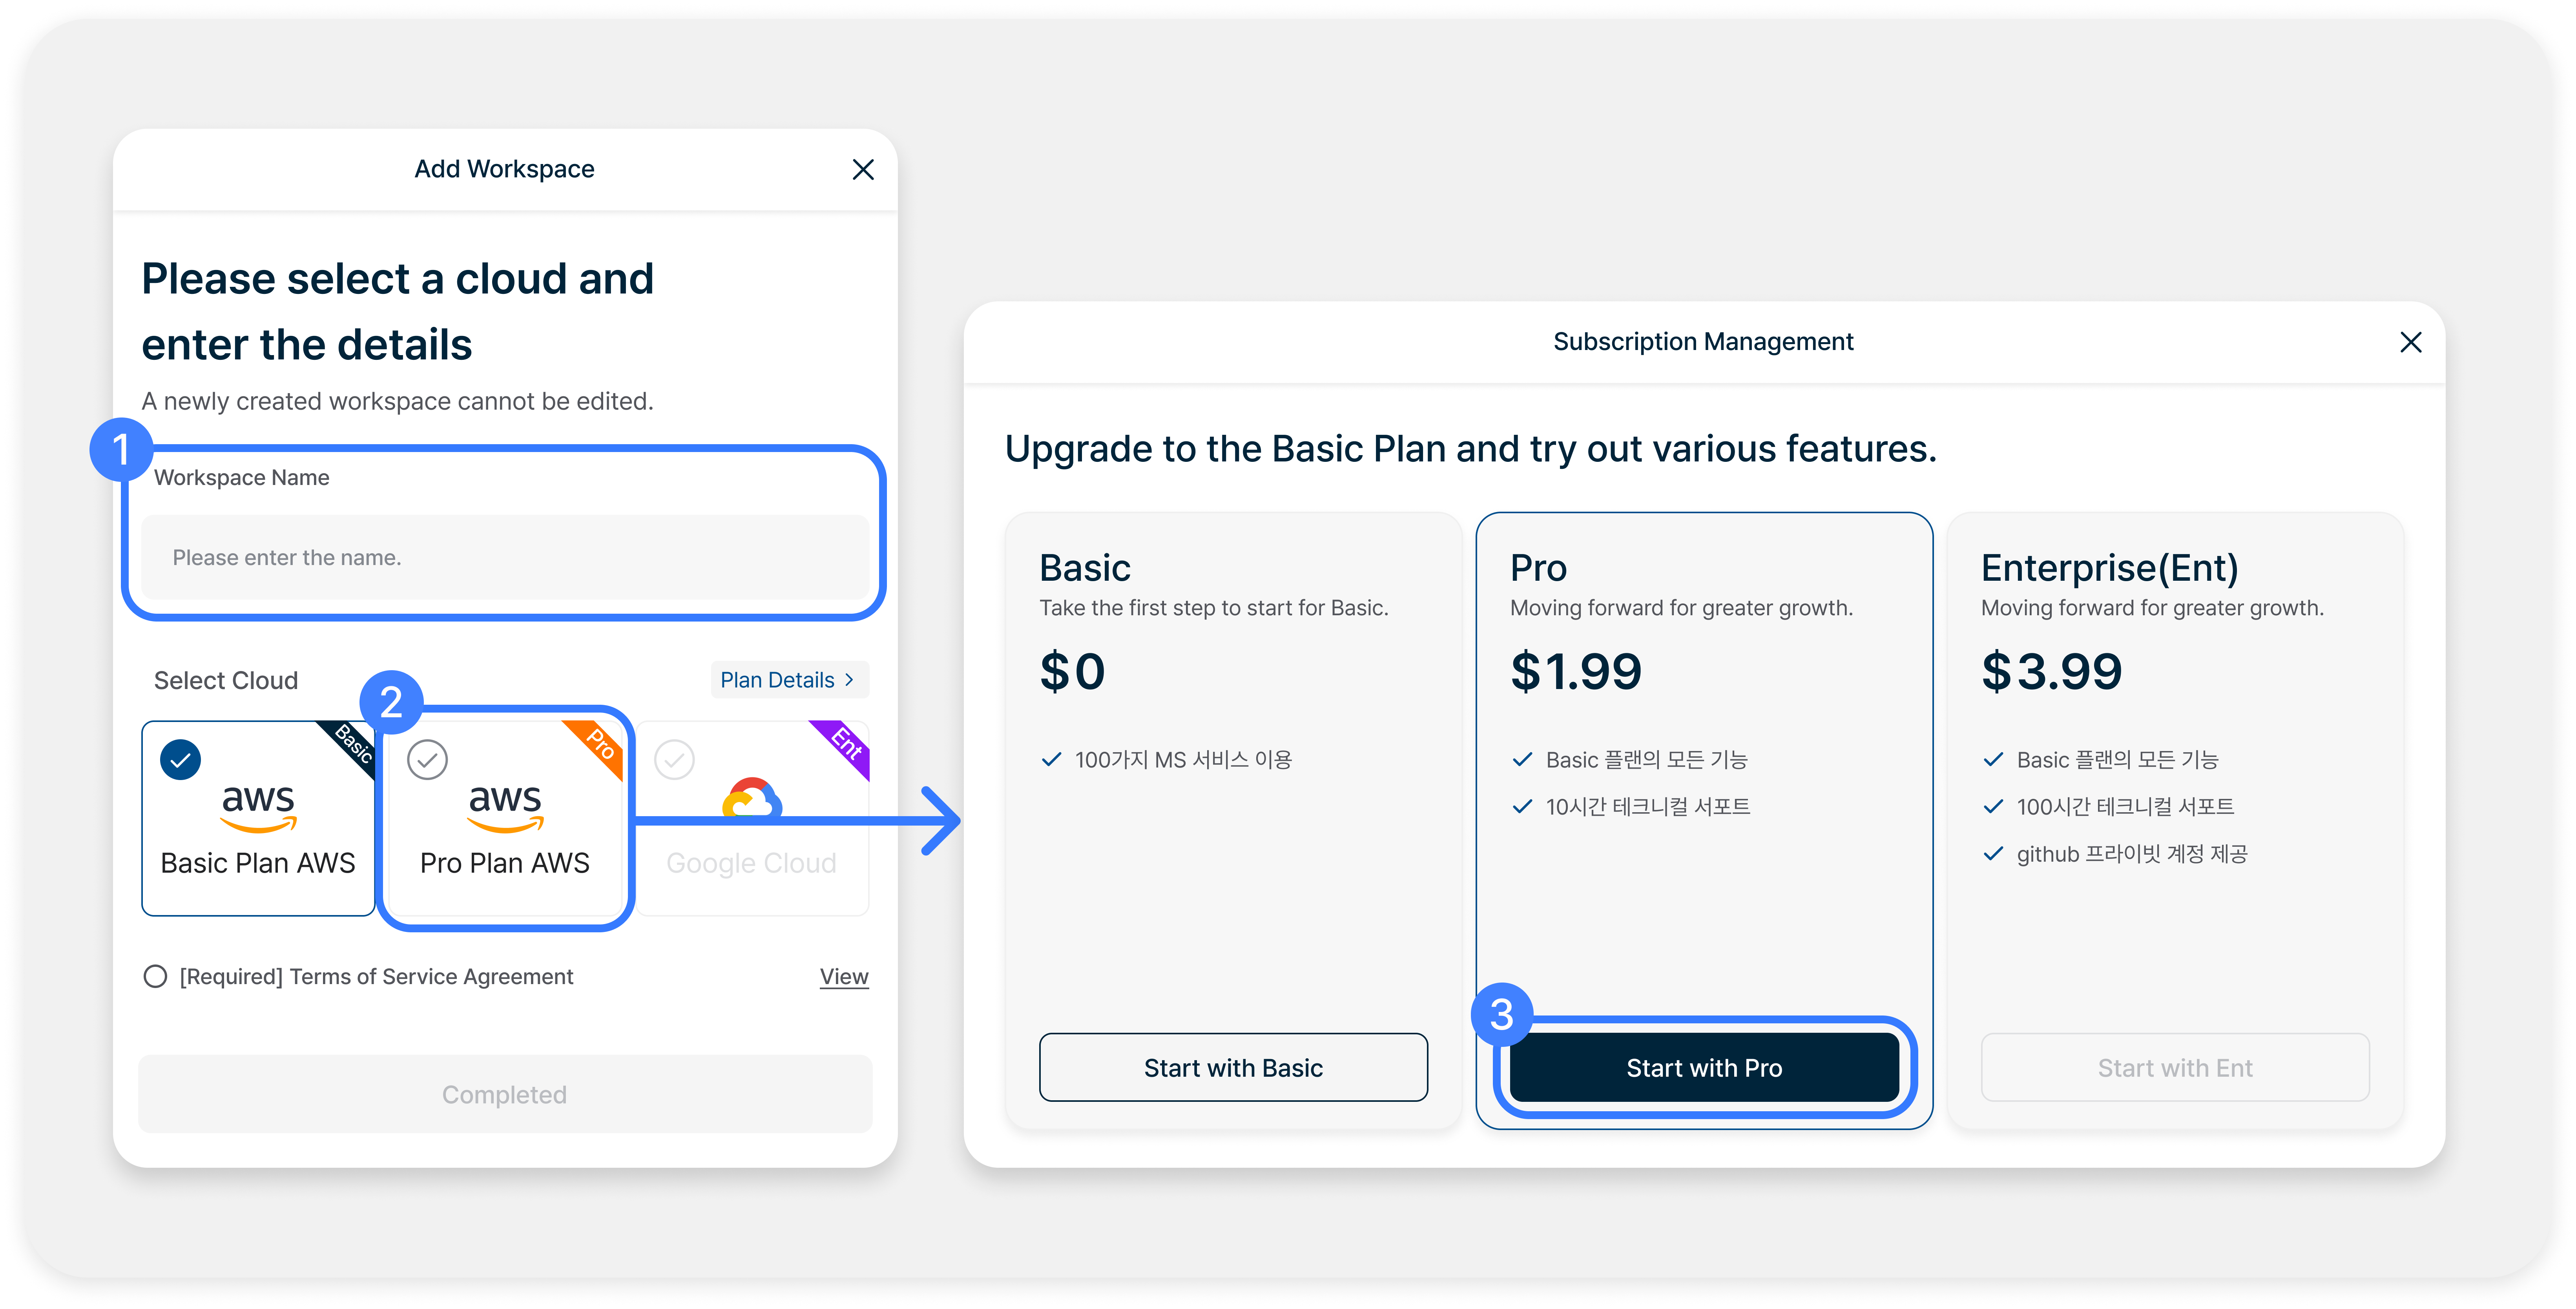 Add Workspace
Please select a cloud and
enter the details
A newly created workspace cannot be edited.
1
Workspace Name
Please enter the name.
Select Cloud
Plan Details >
2
Basic
aws
Basic Plan AWS
Pro
aws
Pro Plan AWS
Ent
Google Cloud
[Required] Terms of Service Agreement
View
Completed
Subscription Management
Upgrade to the Basic Plan and try out various features.
Basic
Take the first step to start for Basic.
$0
100가지 MS 서비스 이용
Start with Basic
Pro
Moving forward for greater growth.
$1.99
Basic 플랜의 모든 기능
10시간 테크니컬 서포트
3
Start with Pro
Enterprise(Ent)
Moving forward for greater growth.
$3.99
Basic 플랜의 모든 기능
100시간 테크니컬 서포트
github 프라이빗 계정 제공
Start with Ent